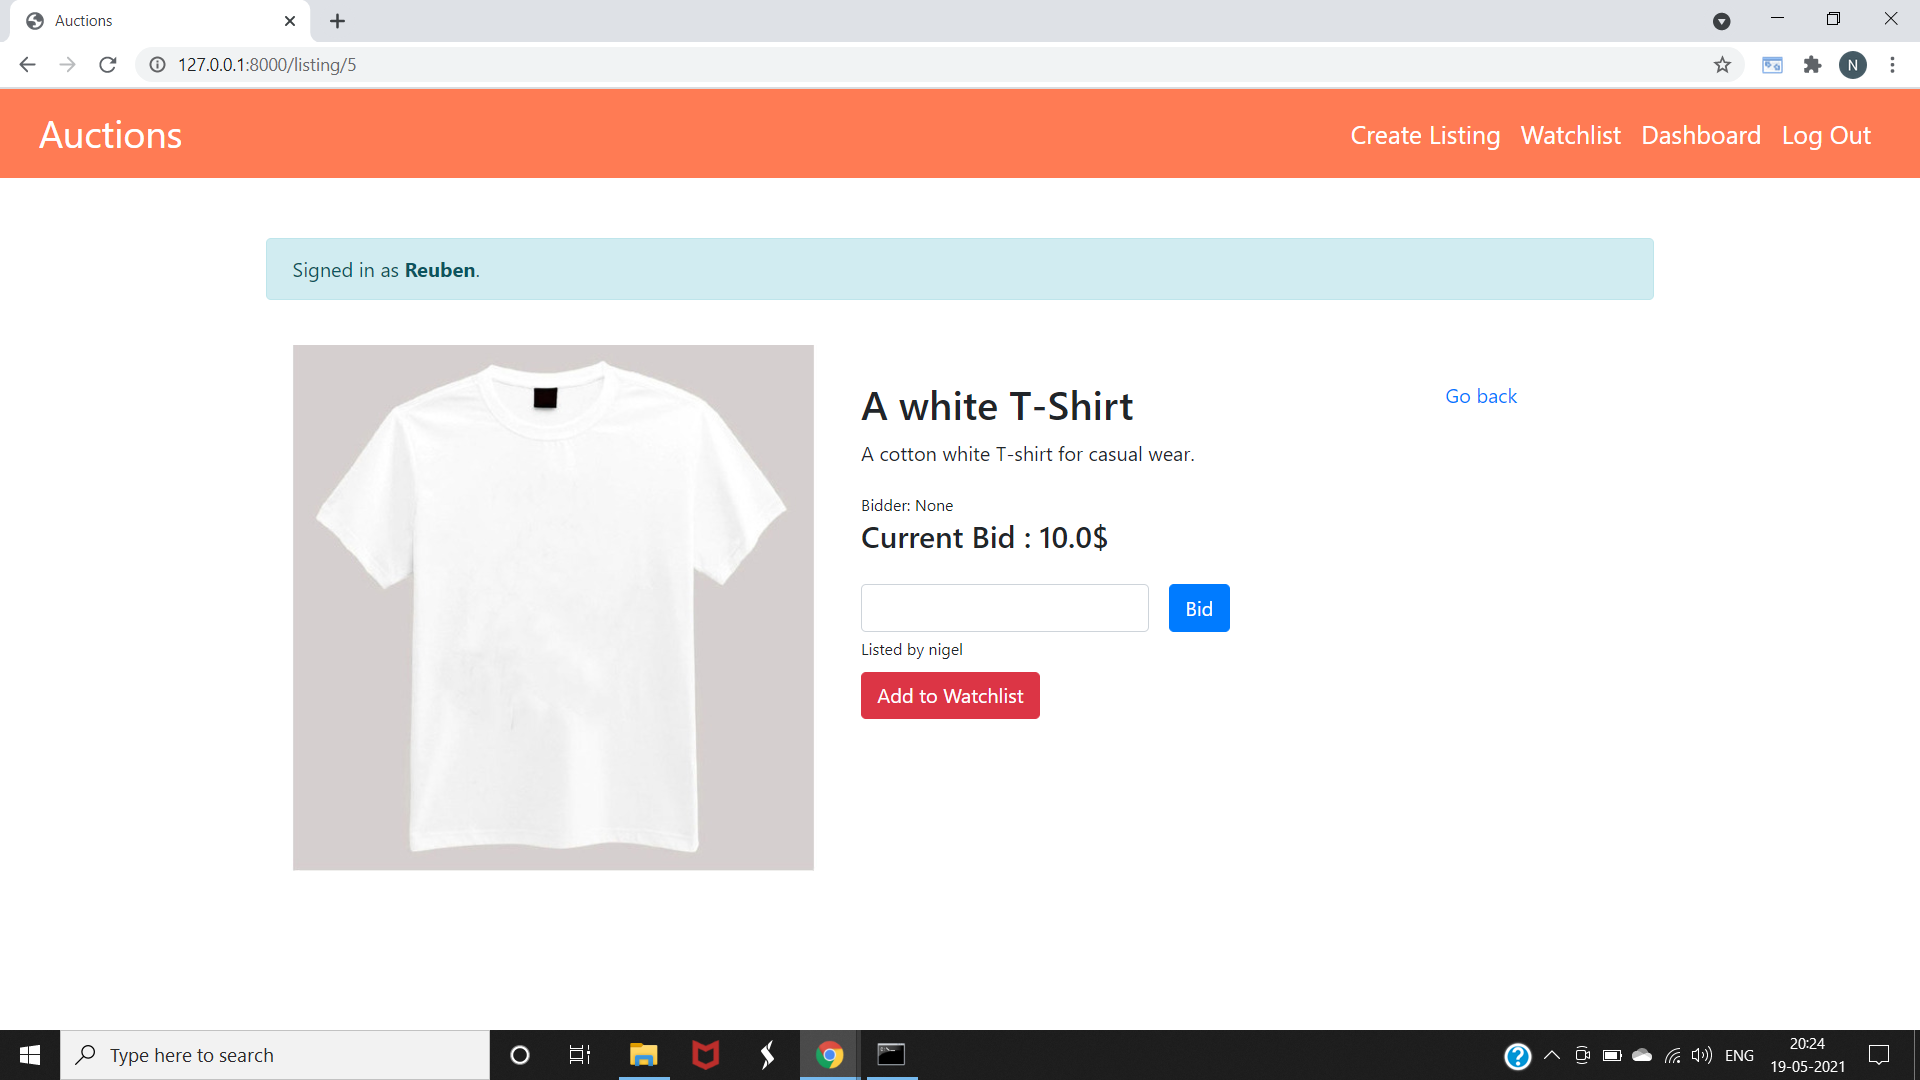 Auctions
127.0.0.1:8000/listing/5
N
Auctions
Create Listing Watchlist Dashboard Log Out
Signed in as Reuben.
A white T-Shirt
Go back
A cotton white T-shirt for casual wear.
Bidder: None
Current Bid : 10.0$
Bid
Listed by nigel
Add to Watchlist
Type here to search
ENG
20:24
19-05-2021